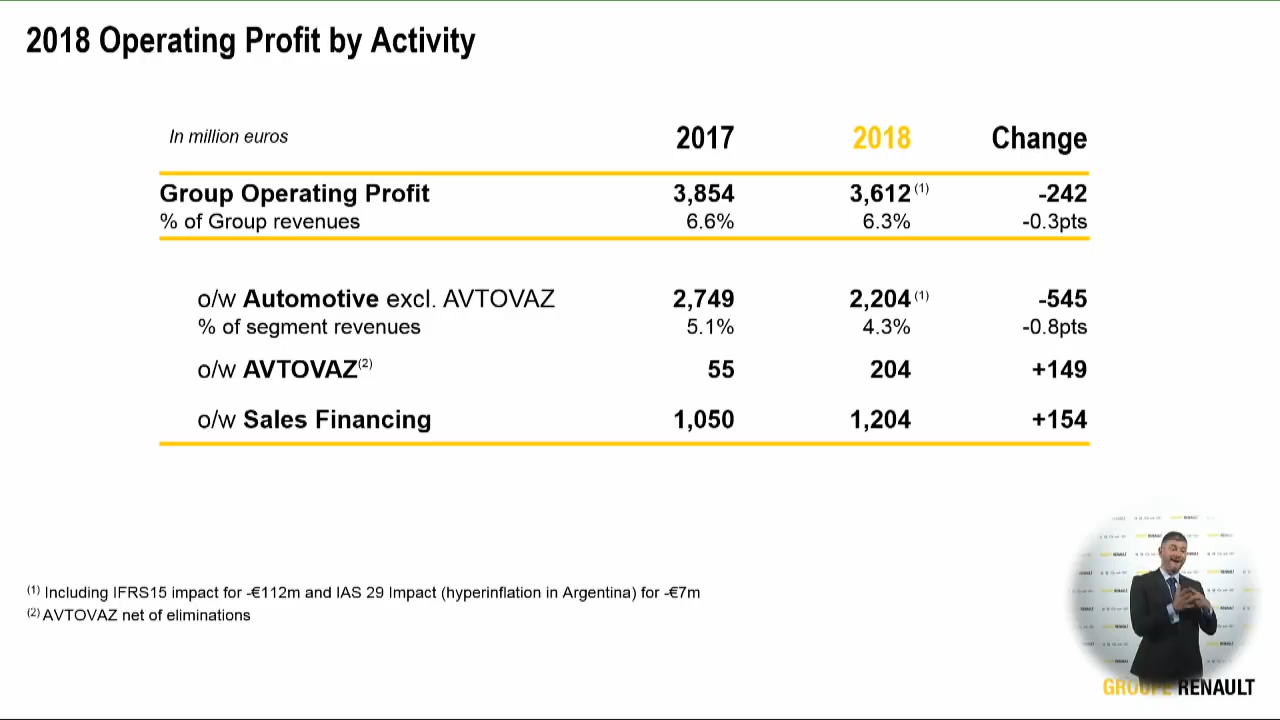 2018 Operating Profit by Activity
In million euros 2017 2018 Change
Group Operating Profit 3,854 3,612 (1) -242
% of Group revenues 6.6% 6.3% -0.3pts
o/w Automotive excl. AVTOVAZ 2,749 2,204 (1) -545
% of segment revenues 5.1% 4.3% -0.8pts
o/w AVTOVAZ(2) 55 204 +149
o/w Sales Financing 1,050 1,204 +154
(1) Including IFRS15 impact for -€112m and IAS 29 Impact (hyperinflation in Argentina) for -€7m
(2) AVTOVAZ net of eliminations
GROUPE RENAULT